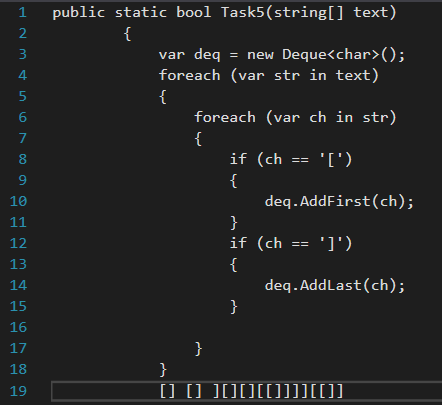 1 public static bool Task5(string[] text)
2 {
3 var deq = new Deque<char>();
4 foreach (var str in text)
5 {
6 foreach (var ch in str)
7 {
8 if (ch == '[')
9 {
10 deq.AddFirst(ch);
11 }
12 if (ch == ']')
13 {
14 deq.AddLast(ch);
15 }
16
17 }
18 }
19 [] [] ][][][[]]]][[]]